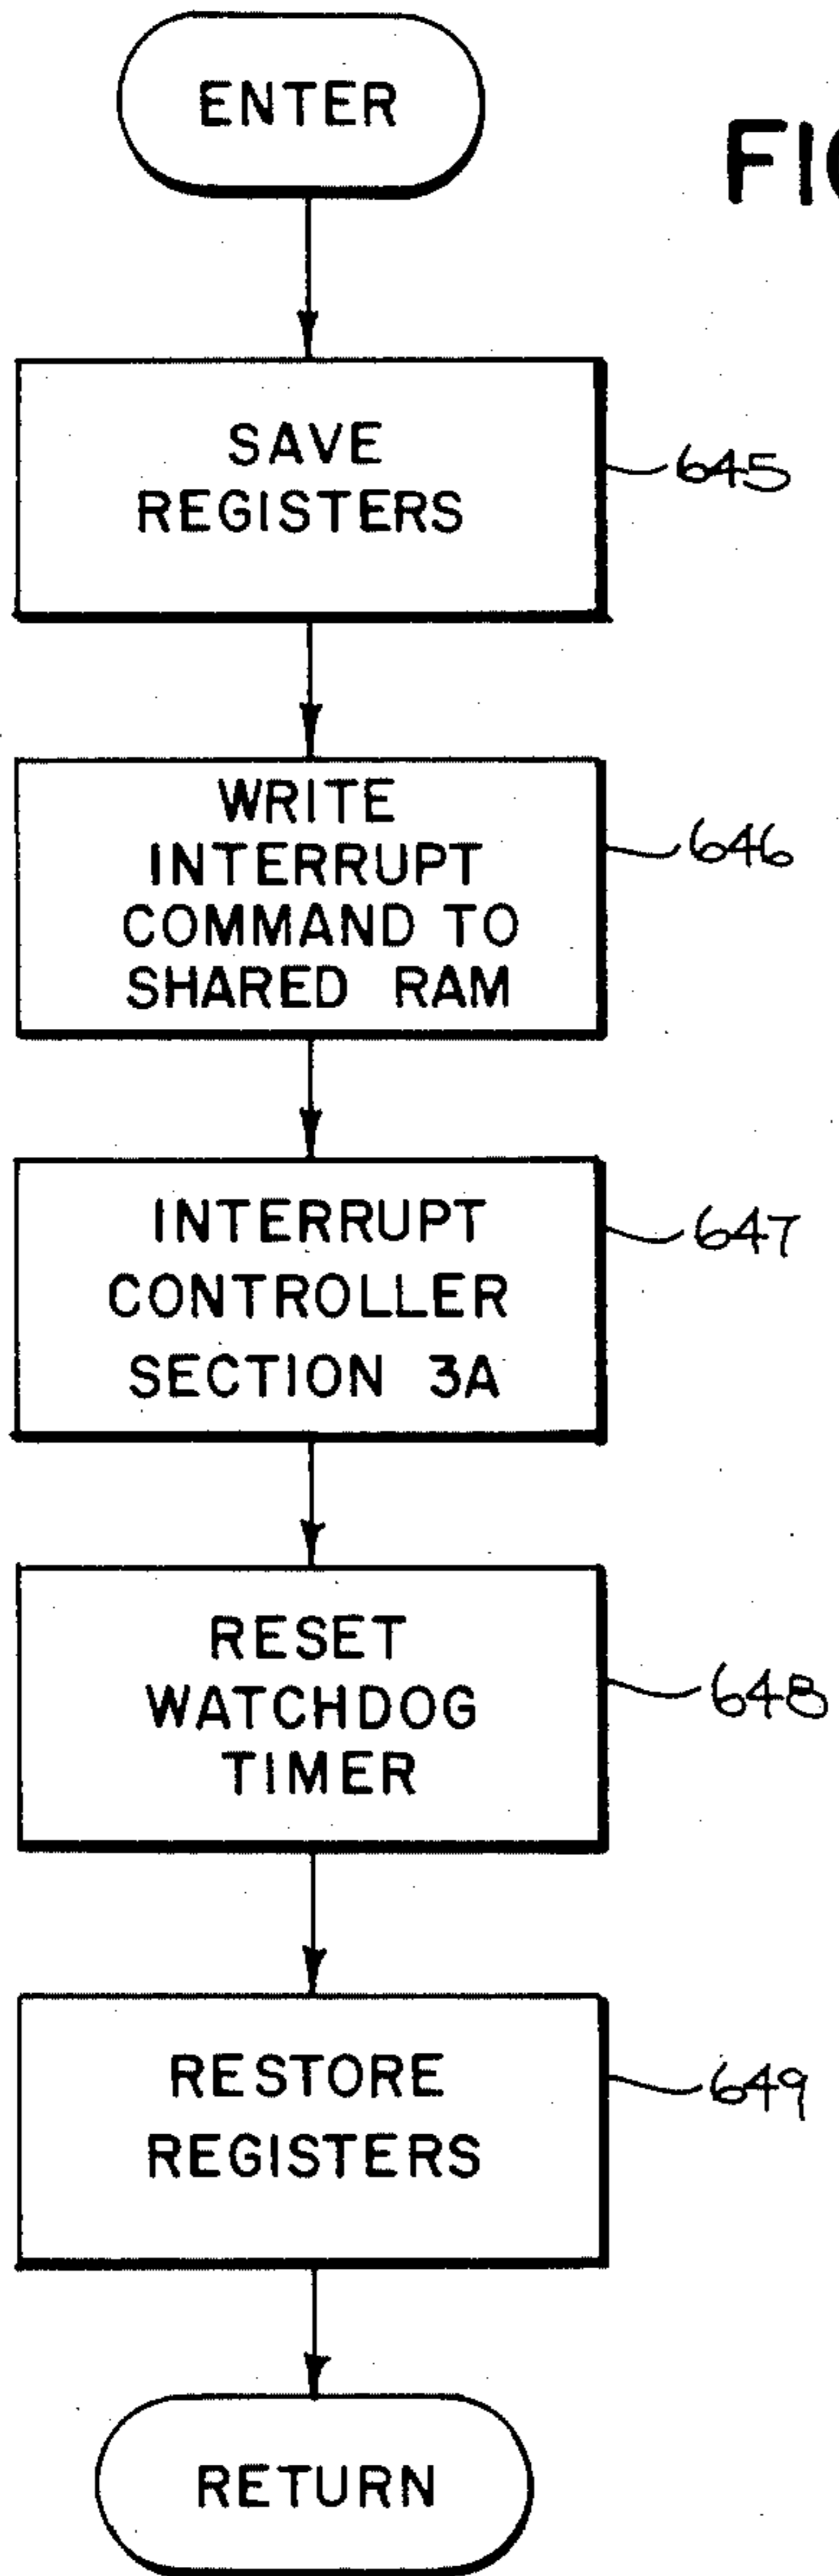 ENTER
SAVE
REGISTERS
645
WRITE
INTERRUPT
COMMAND TO
SHARED RAM
646
INTERRUPT
CONTROLLER
SECTION 3A
647
RESET
WATCHDOG
TIMER
648
RESTORE
REGISTERS
649
RETURN